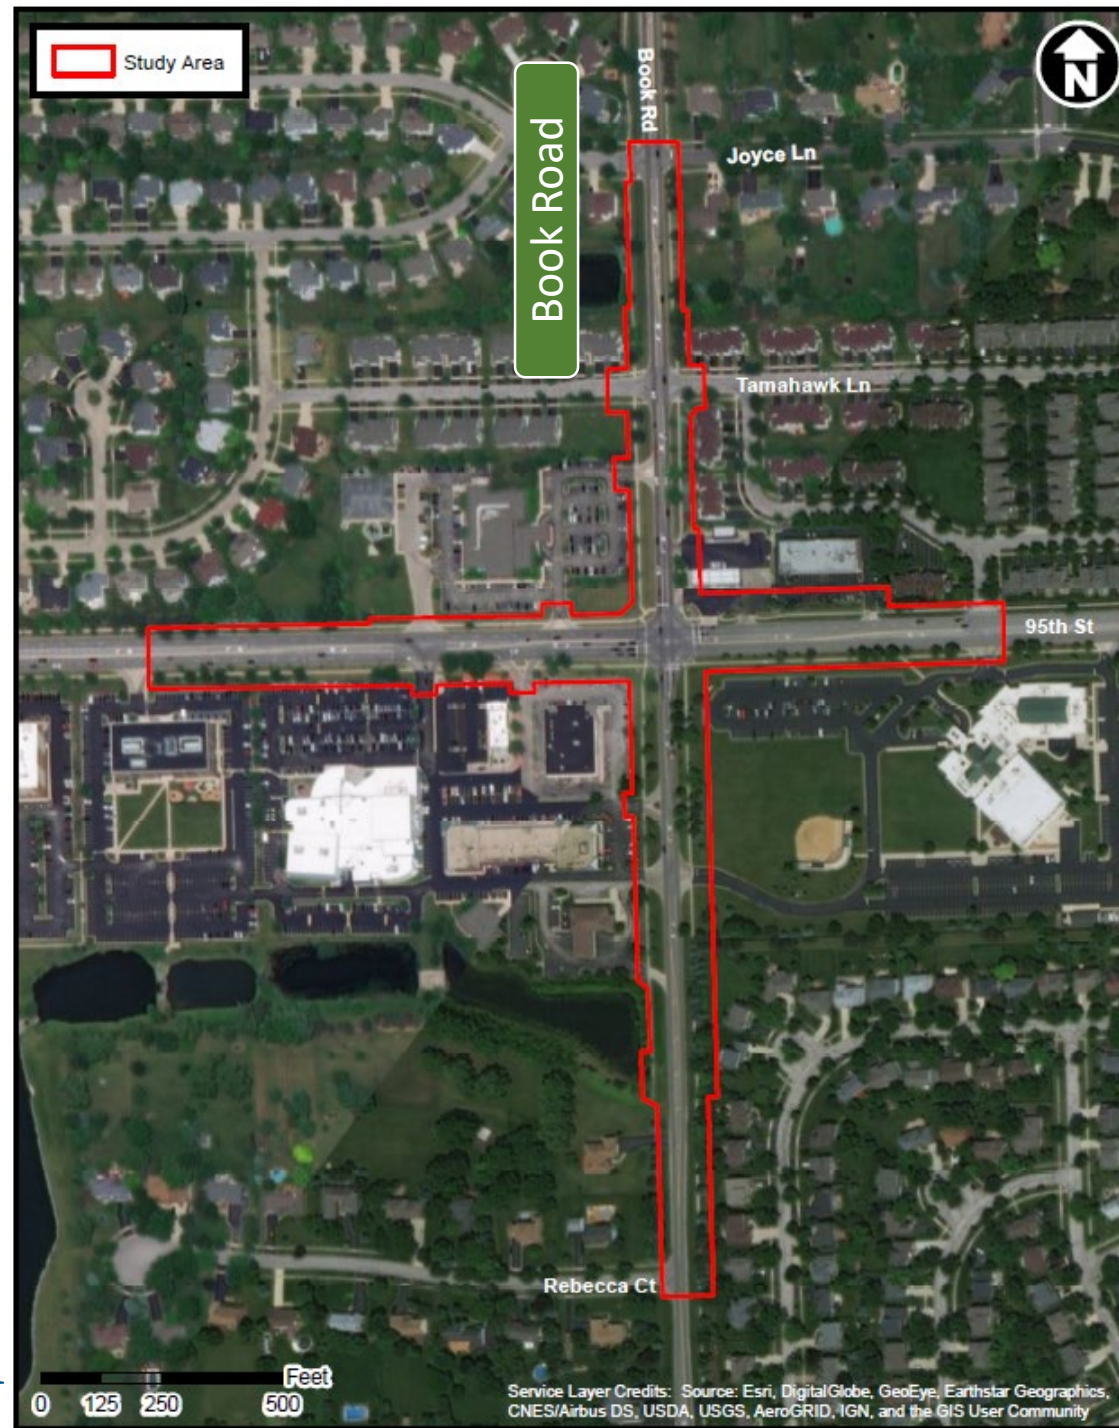 Study Area
Book Rd
N
Book Road
Joyce Ln
Tamahawk Ln
95th St
Rebecca Ct
Feet
0 125 250 500
Service Layer Credits: Source: Esri, DigitalGlobe, GeoEye, Earthstar Geographics,
CNES/Airbus DS, USDA, USGS, AeroGRID, IGN, and the GIS User Community